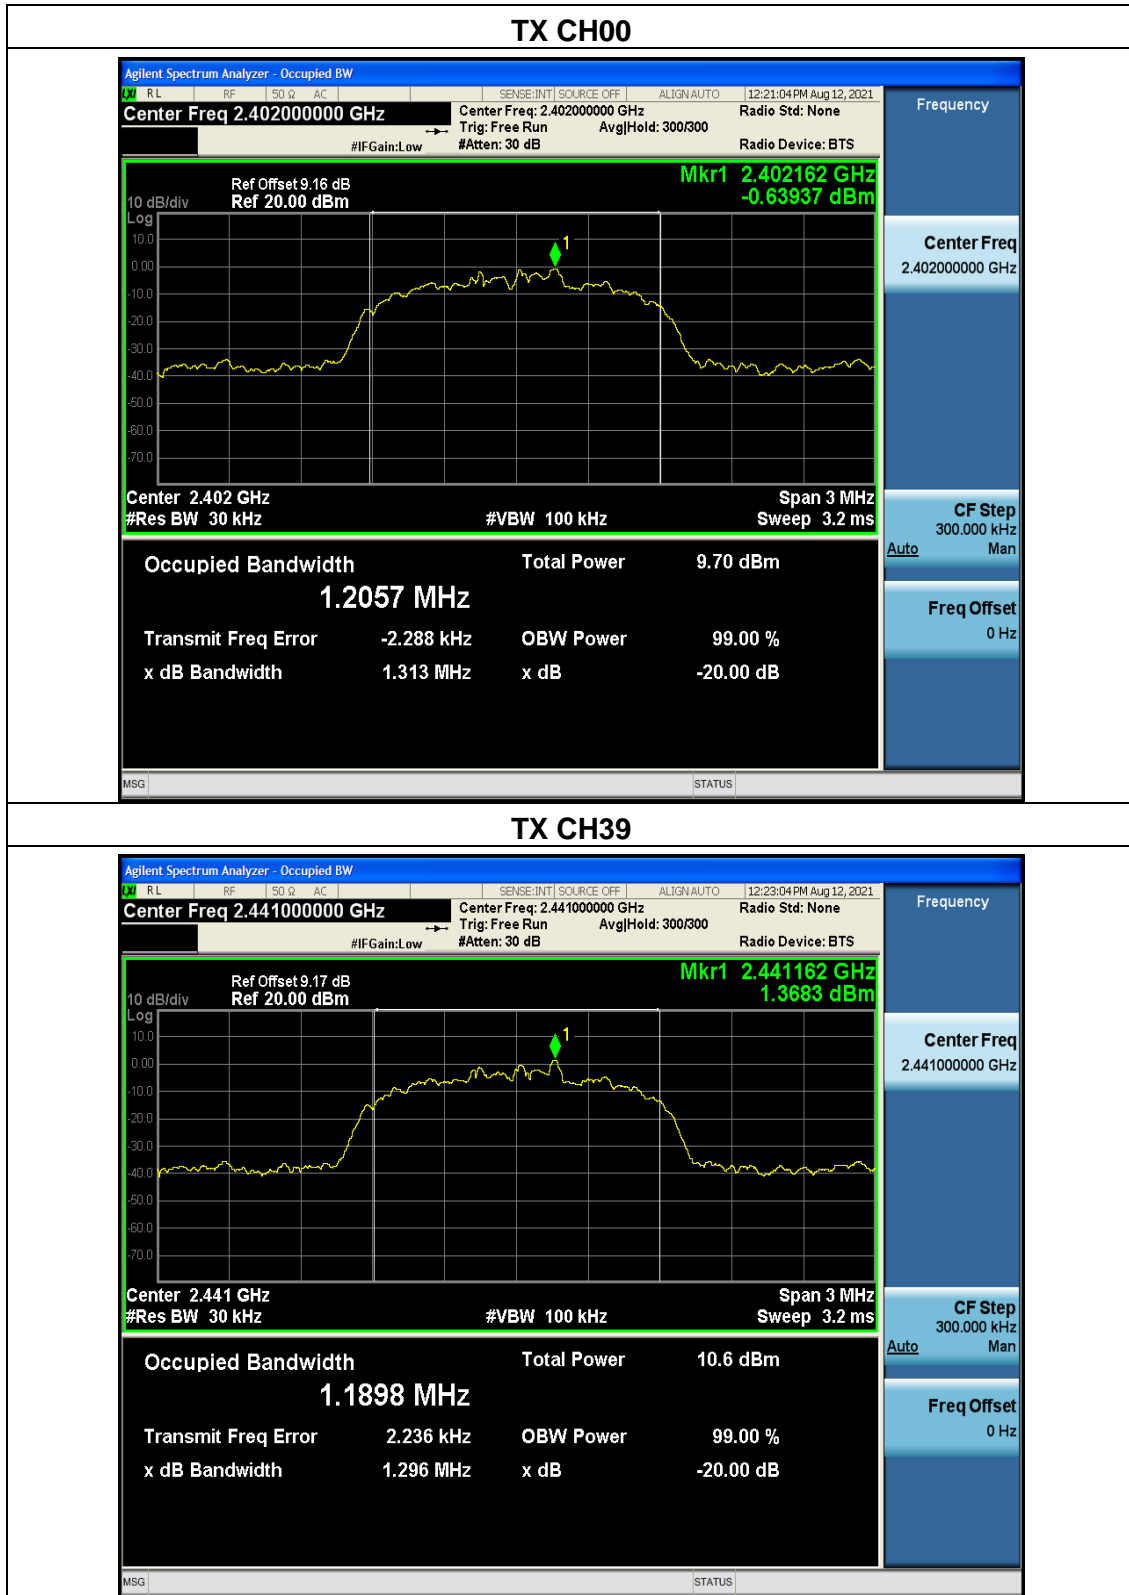 TX CH00
Agilent Spectrum Analyzer - Occupied BW
LXI RL RF 50 Ω AC SENSE:INT SOURCE OFF ALIGN AUTO 12:21:04 PM Aug 12, 2021
Center Freq 2.402000000 GHz Center Freq: 2.402000000 GHz Radio Std: None Frequency
Trig: Free Run Avg|Hold: 300/300
#IFGain:Low #Atten: 30 dB Radio Device: BTS
Mkr1 2.402162 GHz
-0.63937 dBm
Ref Offset 9.16 dB
10 dB/div Ref 20.00 dBm
Log
10.0
0.00
-10.0
-20.0
-30.0
-40.0
-50.0
-60.0
-70.0
1
Center 2.402 GHz Span 3 MHz
#Res BW 30 kHz #VBW 100 kHz Sweep 3.2 ms
Center Freq
2.402000000 GHz
CF Step
300.000 kHz
Auto Man
Freq Offset
0 Hz
Occupied Bandwidth Total Power 9.70 dBm
1.2057 MHz
Transmit Freq Error -2.288 kHz OBW Power 99.00 %
x dB Bandwidth 1.313 MHz x dB -20.00 dB
MSG STATUS
TX CH39
Agilent Spectrum Analyzer - Occupied BW
LXI RL RF 50 Ω AC SENSE:INT SOURCE OFF ALIGN AUTO 12:23:04 PM Aug 12, 2021
Center Freq 2.441000000 GHz Center Freq: 2.441000000 GHz Radio Std: None Frequency
Trig: Free Run Avg|Hold: 300/300
#IFGain:Low #Atten: 30 dB Radio Device: BTS
Mkr1 2.441162 GHz
1.3683 dBm
Ref Offset 9.17 dB
10 dB/div Ref 20.00 dBm
Log
10.0
0.00
-10.0
-20.0
-30.0
-40.0
-50.0
-60.0
-70.0
1
Center 2.441 GHz Span 3 MHz
#Res BW 30 kHz #VBW 100 kHz Sweep 3.2 ms
Center Freq
2.441000000 GHz
CF Step
300.000 kHz
Auto Man
Freq Offset
0 Hz
Occupied Bandwidth Total Power 10.6 dBm
1.1898 MHz
Transmit Freq Error 2.236 kHz OBW Power 99.00 %
x dB Bandwidth 1.296 MHz x dB -20.00 dB
MSG STATUS